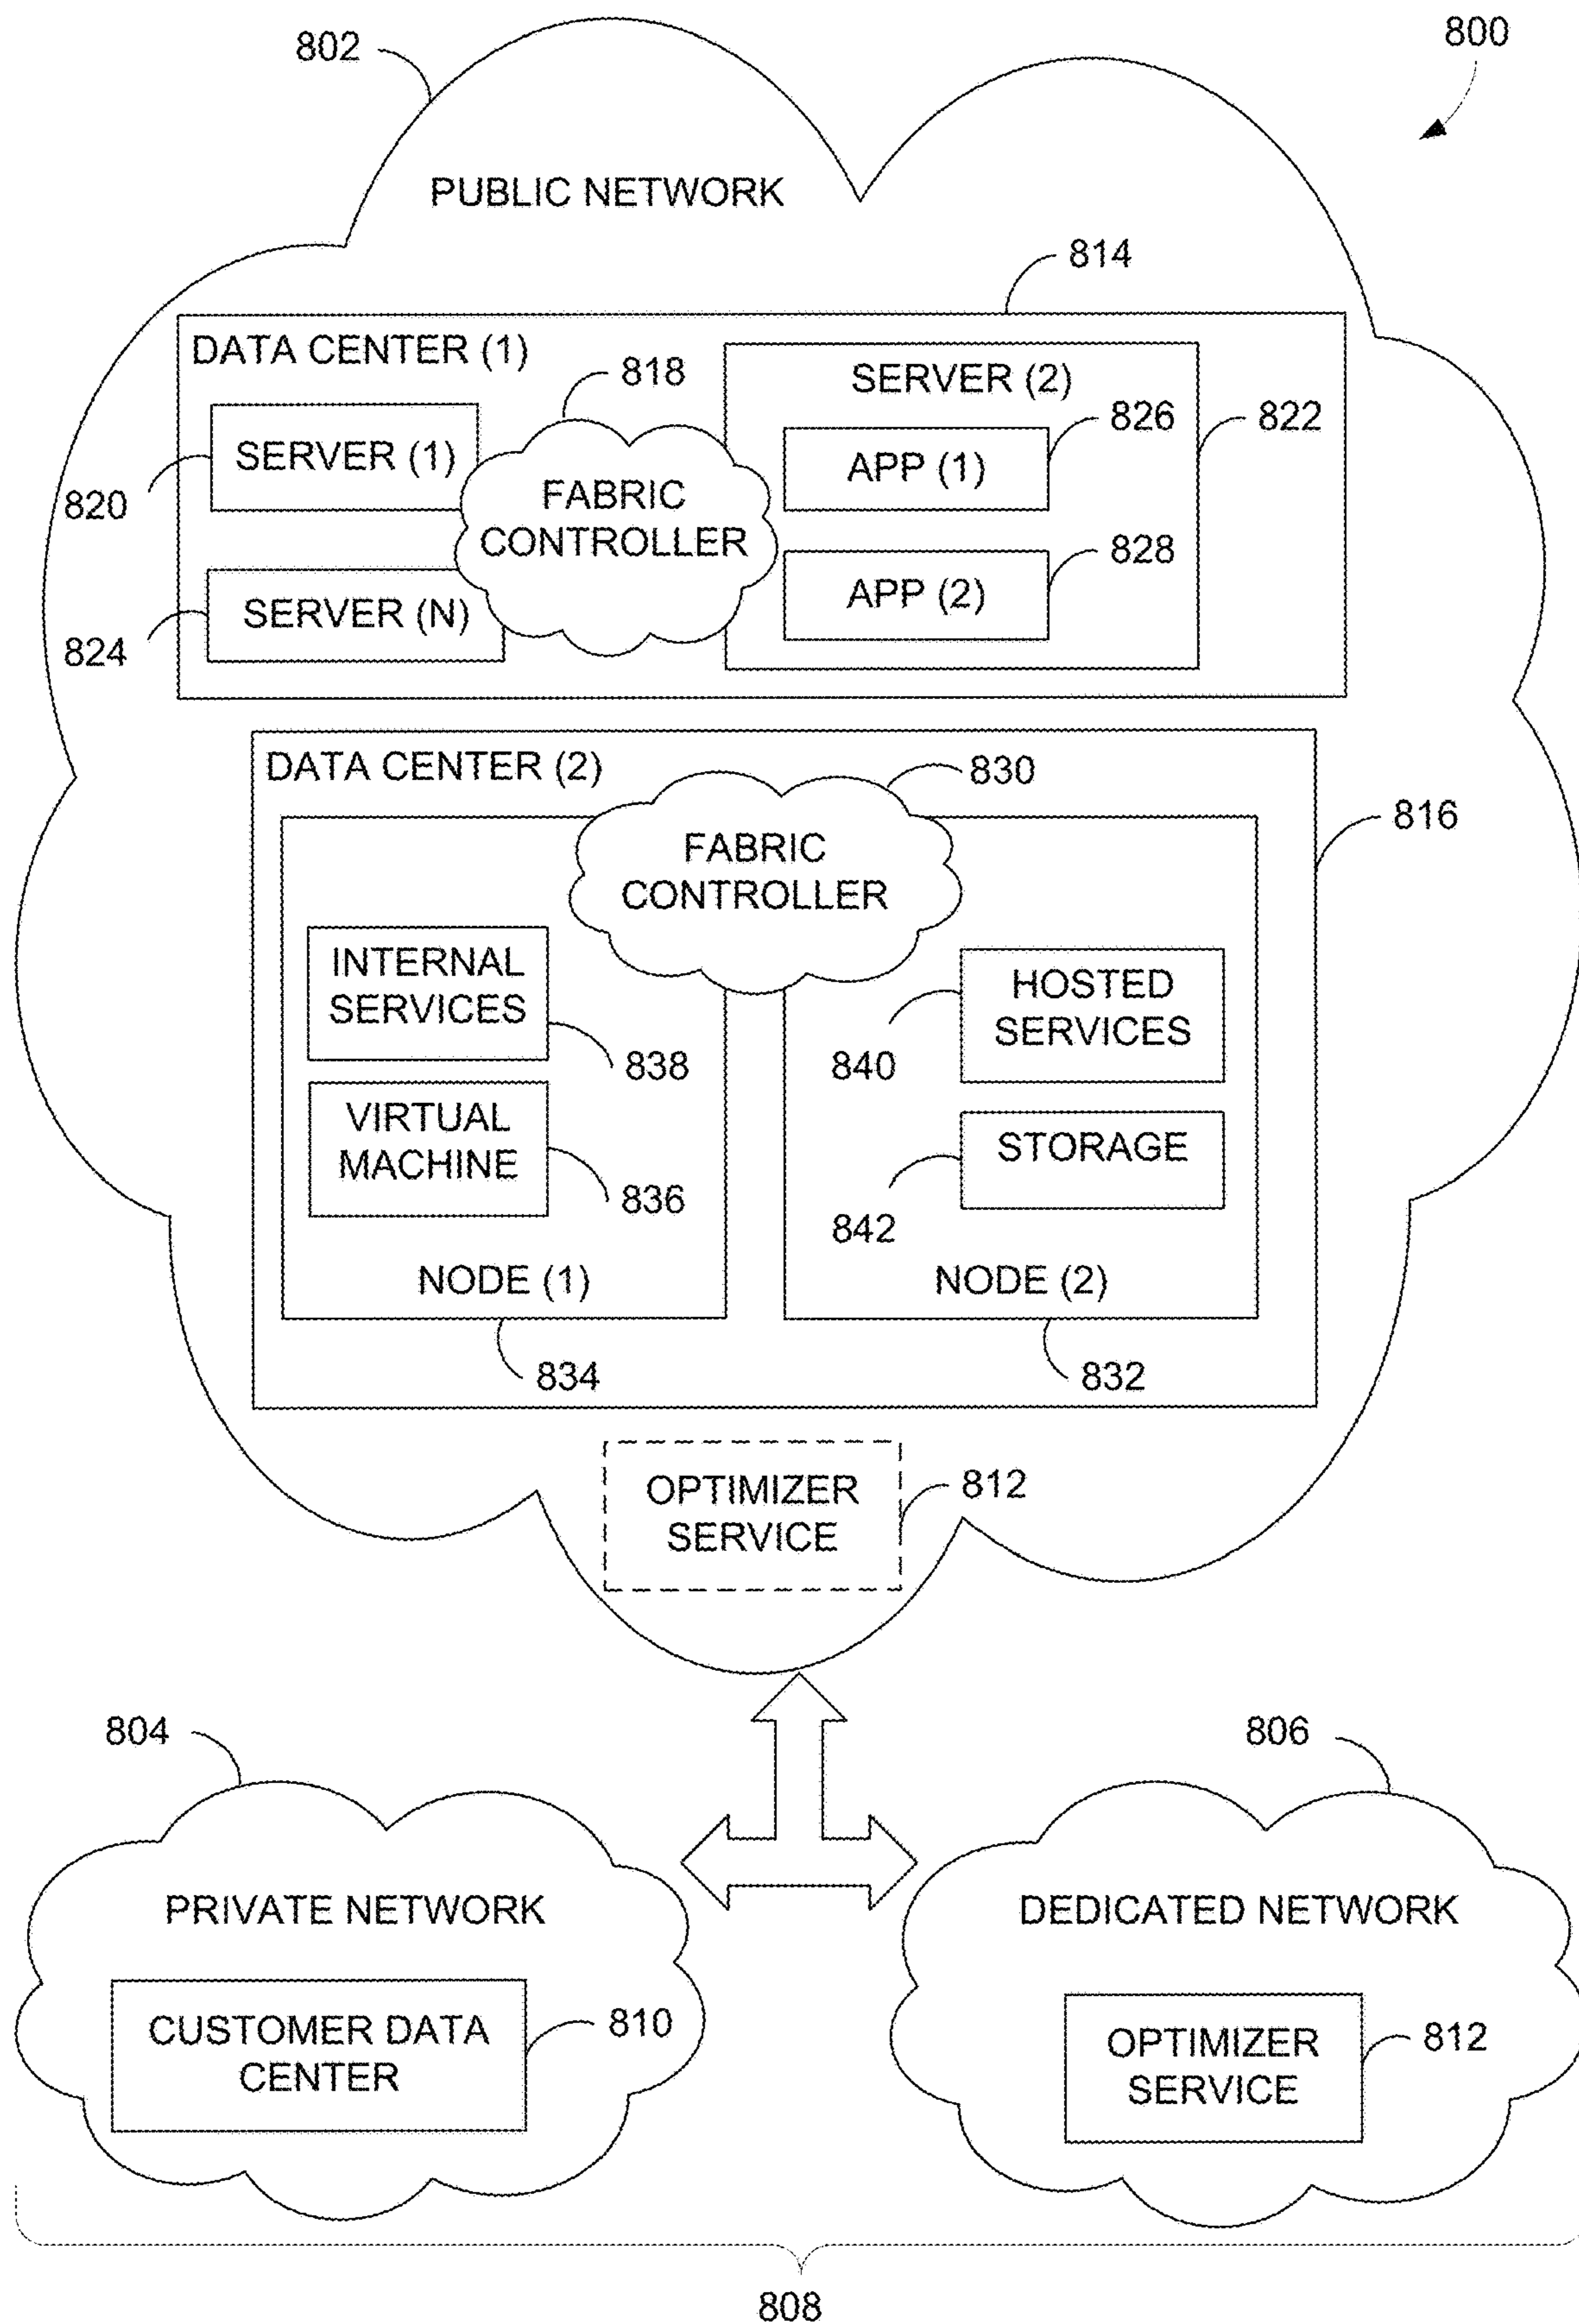 802
800
PUBLIC NETWORK
814
DATA CENTER (1)
818
SERVER (2)
826
822
SERVER (1)
APP (1)
820
FABRIC
CONTROLLER
828
SERVER (N)
APP (2)
824
DATA CENTER (2)
830
816
FABRIC
CONTROLLER
INTERNAL
SERVICES
838
HOSTED
SERVICES
840
VIRTUAL
MACHINE
836
STORAGE
842
NODE (1)
NODE (2)
834
832
OPTIMIZER
SERVICE
812
804
806
PRIVATE NETWORK
DEDICATED NETWORK
CUSTOMER DATA
CENTER
810
OPTIMIZER
SERVICE
812
808